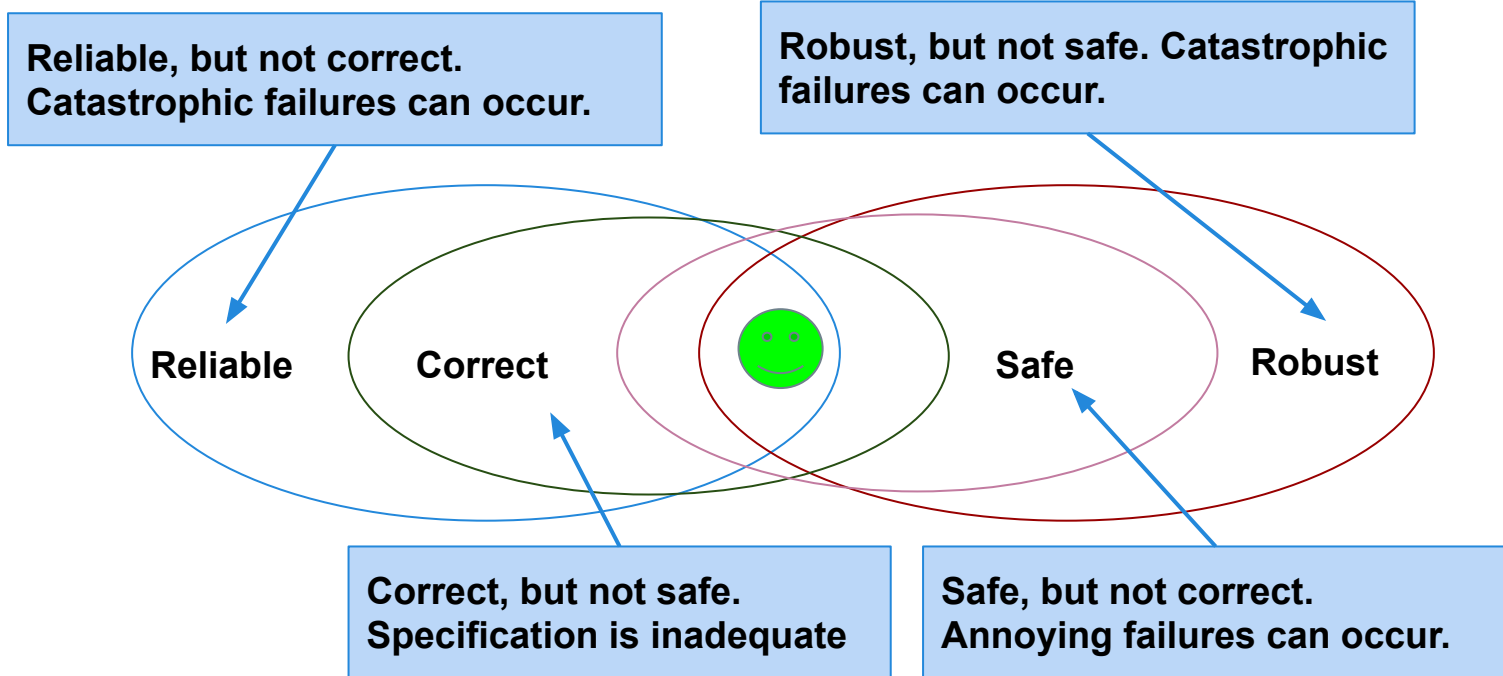 Reliable, but not correct.
Catastrophic failures can occur.
Robust, but not safe. Catastrophic
failures can occur.
Reliable
Correct
Safe
Robust
Correct, but not safe.
Specification is inadequate
Safe, but not correct.
Annoying failures can occur.